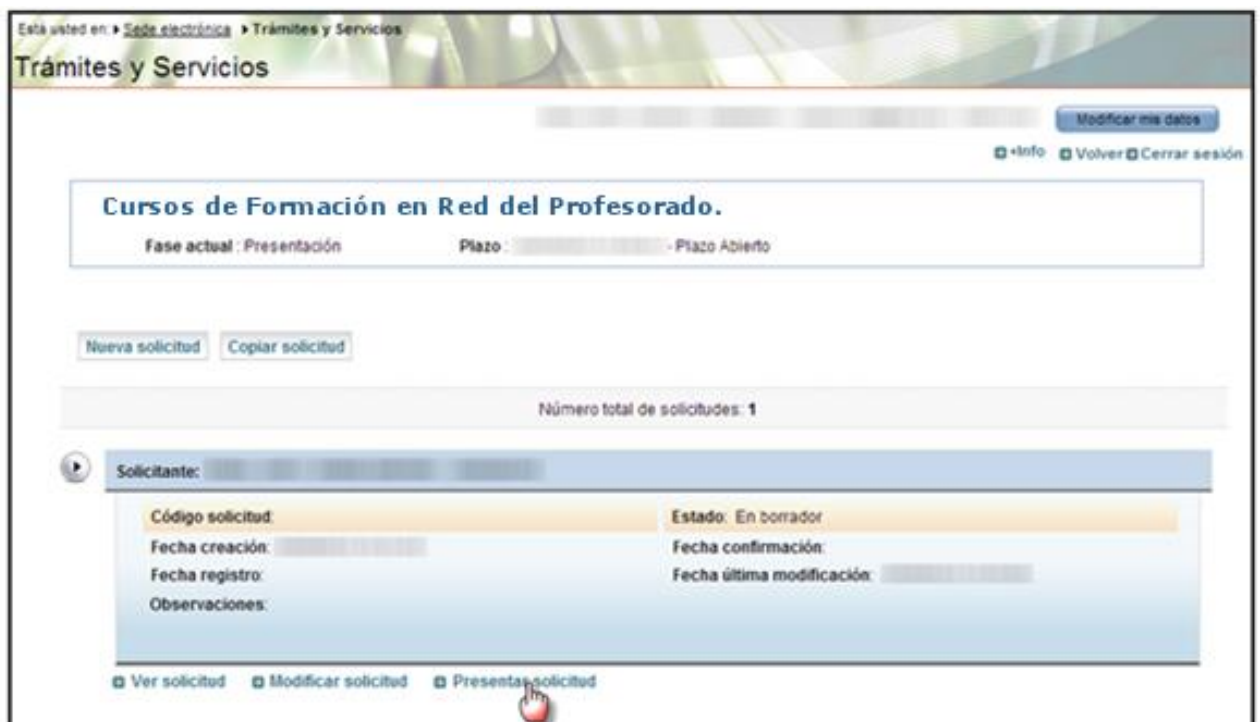 Está usted en: Sede electrónica Trámites y Servicios
Trámites y Servicios
Modificar mis datos
+Info Volver Cerrar sesión
Cursos de Formación en Red del Profesorado.
Fase actual : Presentación Plazo : - Plazo Abierto
Nueva solicitud Copiar solicitud
Número total de solicitudes: 1
Solicitante:
Código solicitud: Estado: En borrador
Fecha creación: Fecha confirmación:
Fecha registro: Fecha última modificación:
Observaciones:
Ver solicitud Modificar solicitud Presentar solicitud